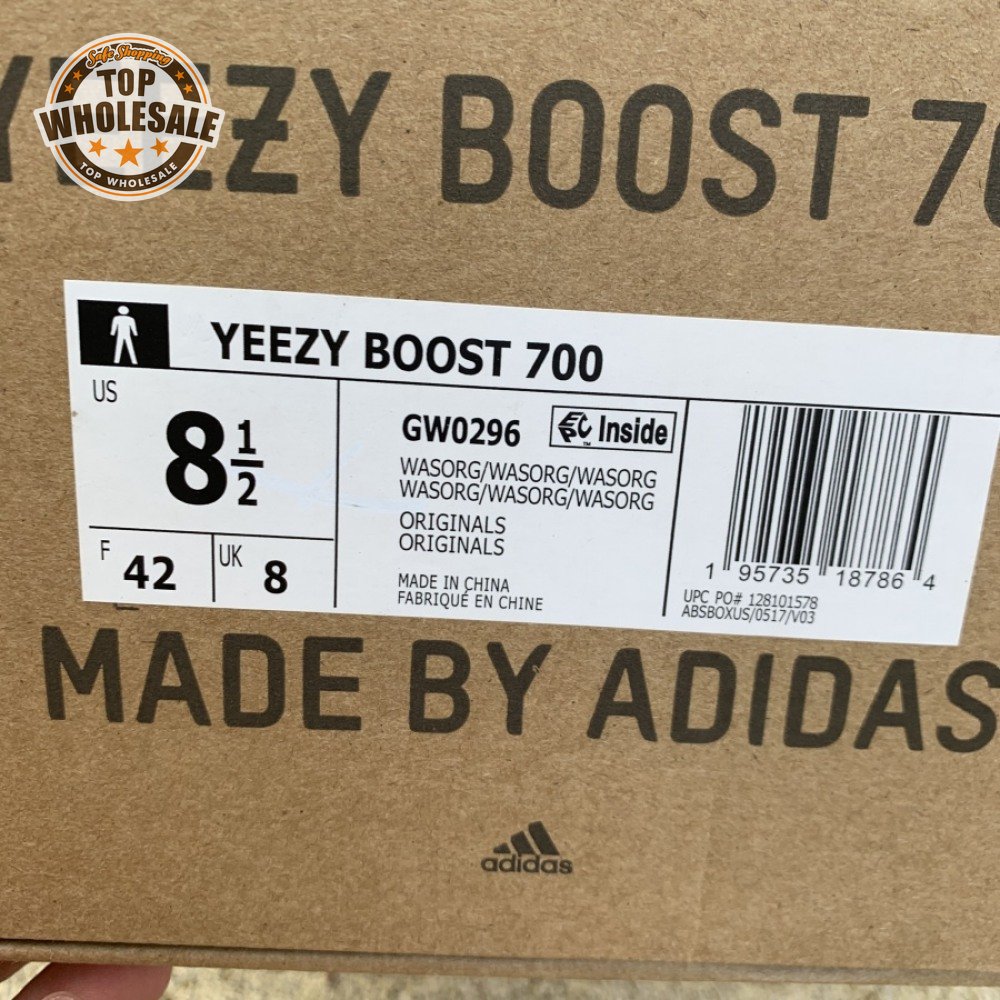 Safe Shopping
TOP
WHOLESALE
TOP WHOLESALE
YEEZY BOOST 70
YEEZY BOOST 700
US
8 1/2
F 42
UK 8
GW0296
EPC Inside
TM
WASORG/WASORG/WASORG
WASORG/WASORG/WASORG
ORIGINALS
ORIGINALS
MADE IN CHINA
FABRIQUÉ EN CHINE
1 95735 18786 4
UPC PO# 128101578
ABSBOXUS/0517/V03
MADE BY ADIDAS
adidas